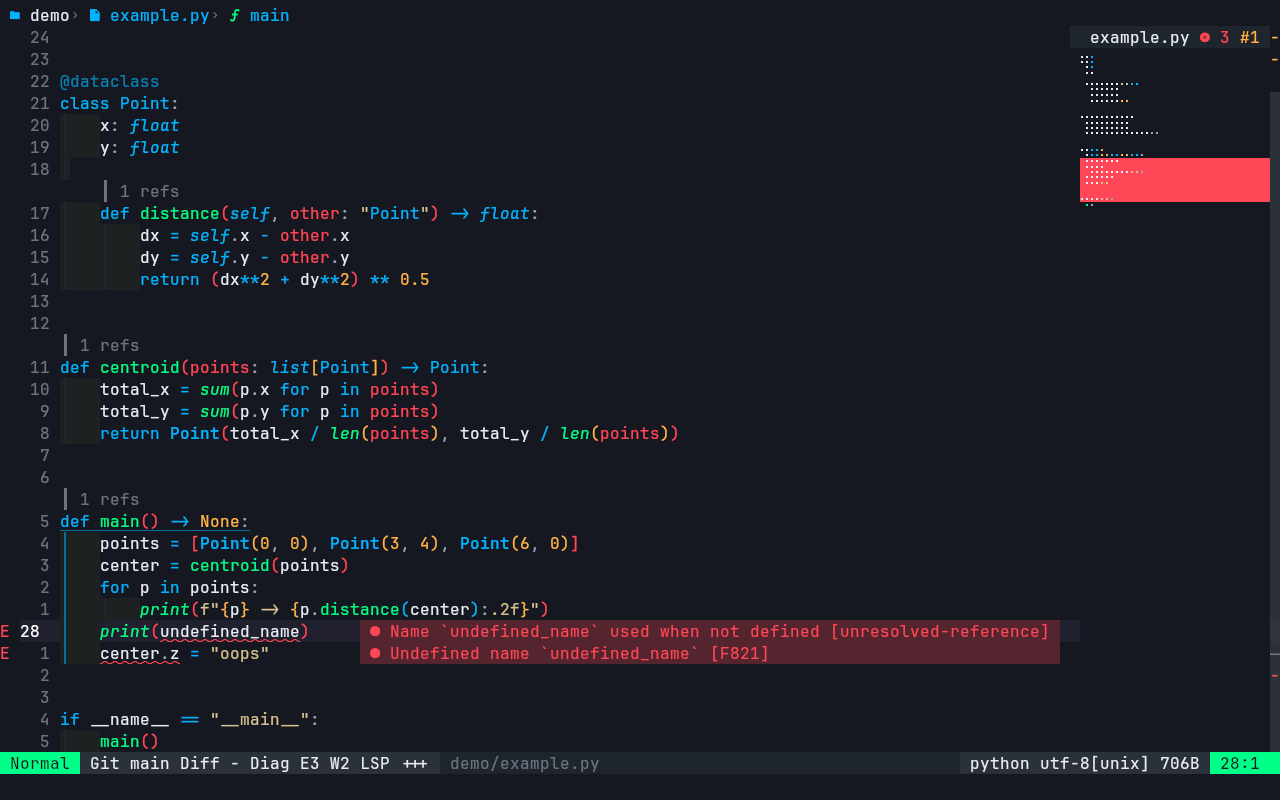 demo › example.py › ƒ main
example.py 3 #1
24
23
22 @dataclass
21 class Point:
20 x: float
19 y: float
18
1 refs
17 def distance(self, other: "Point") -> float:
16 dx = self.x - other.x
15 dy = self.y - other.y
14 return (dx**2 + dy**2) ** 0.5
13
12
1 refs
11 def centroid(points: list[Point]) -> Point:
10 total_x = sum(p.x for p in points)
9 total_y = sum(p.y for p in points)
8 return Point(total_x / len(points), total_y / len(points))
7
6
1 refs
5 def main() -> None:
4 points = [Point(0, 0), Point(3, 4), Point(6, 0)]
3 center = centroid(points)
2 for p in points:
1 print(f"{p} -> {p.distance(center):.2f}")
E 28 print(undefined_name) ● Name `undefined_name` used when not defined [unresolved-reference]
E 1 center.z = "oops" ● Undefined name `undefined_name` [F821]
2
3
4 if __name__ == "__main__":
5 main()
Normal Git main Diff - Diag E3 W2 LSP +++ demo/example.py python utf-8[unix] 706B 28:1